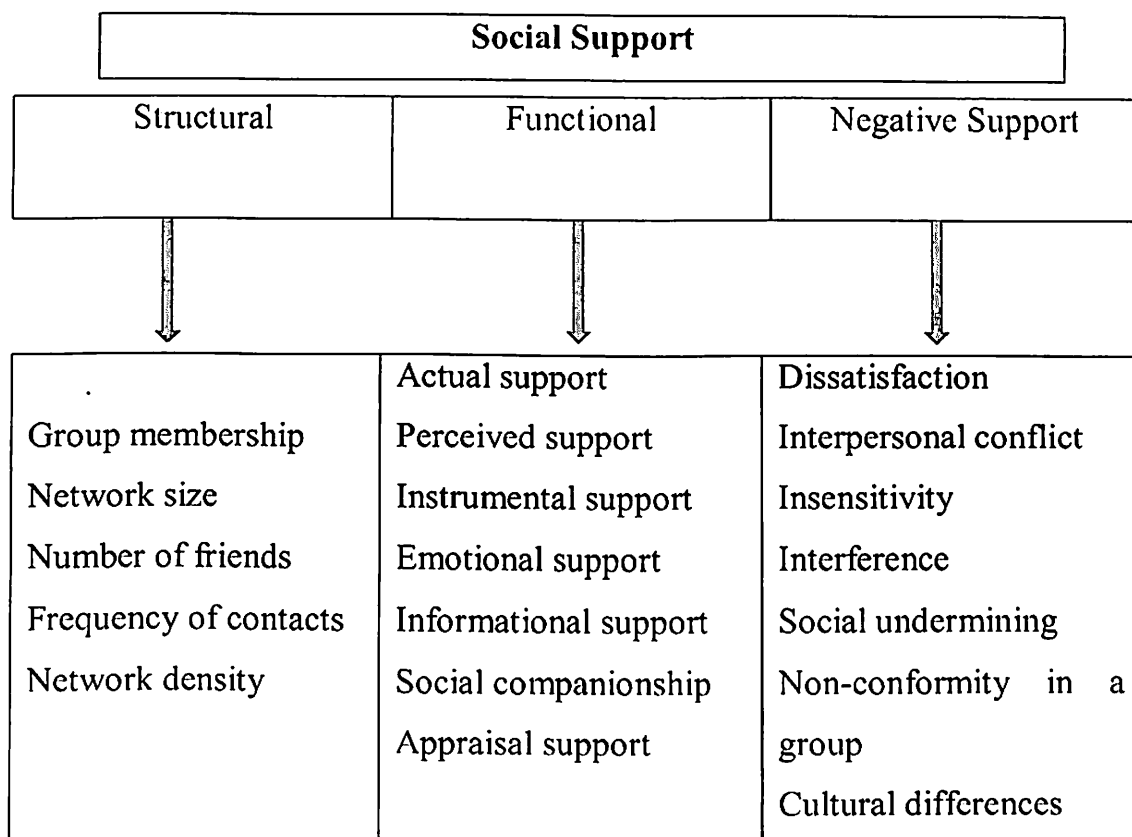 Social Support
Structural
Functional
Negative Support
Group membership
Network size
Number of friends
Frequency of contacts
Network density
Actual support
Perceived support
Instrumental support
Emotional support
Informational support
Social companionship
Appraisal support
Dissatisfaction
Interpersonal conflict
Insensitivity
Interference
Social undermining
Non-conformity in a
group
Cultural differences